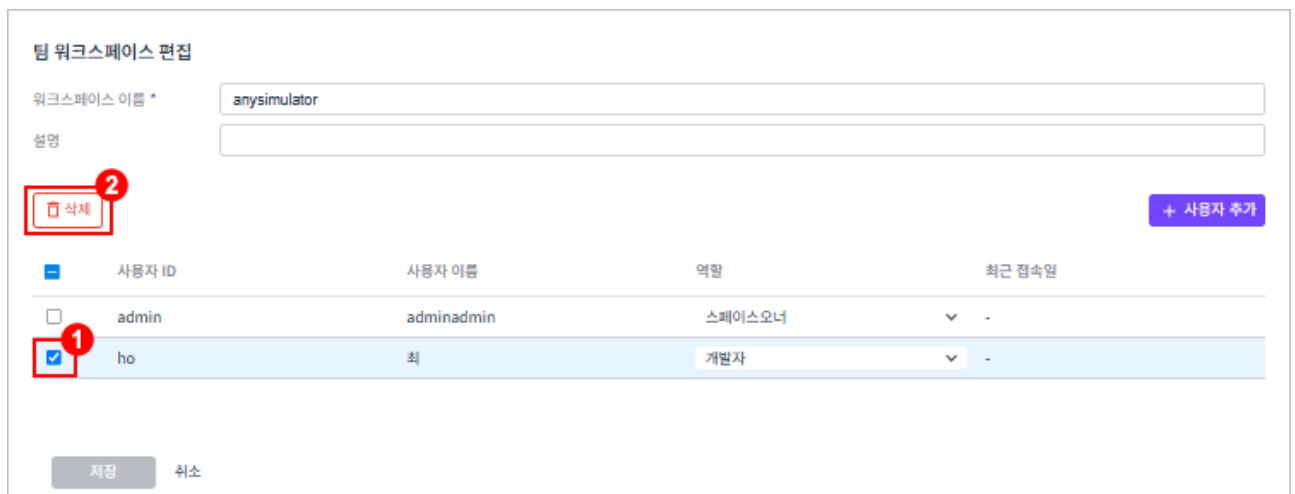 팀 워크스페이스 편집
워크스페이스 이름 * anysimulator
설명
2
삭제 + 사용자 추가
사용자 ID 사용자 이름 역할 최근 접속일
admin adminadmin 스페이스오너 -
1
ho 최 개발자 -
저장 취소